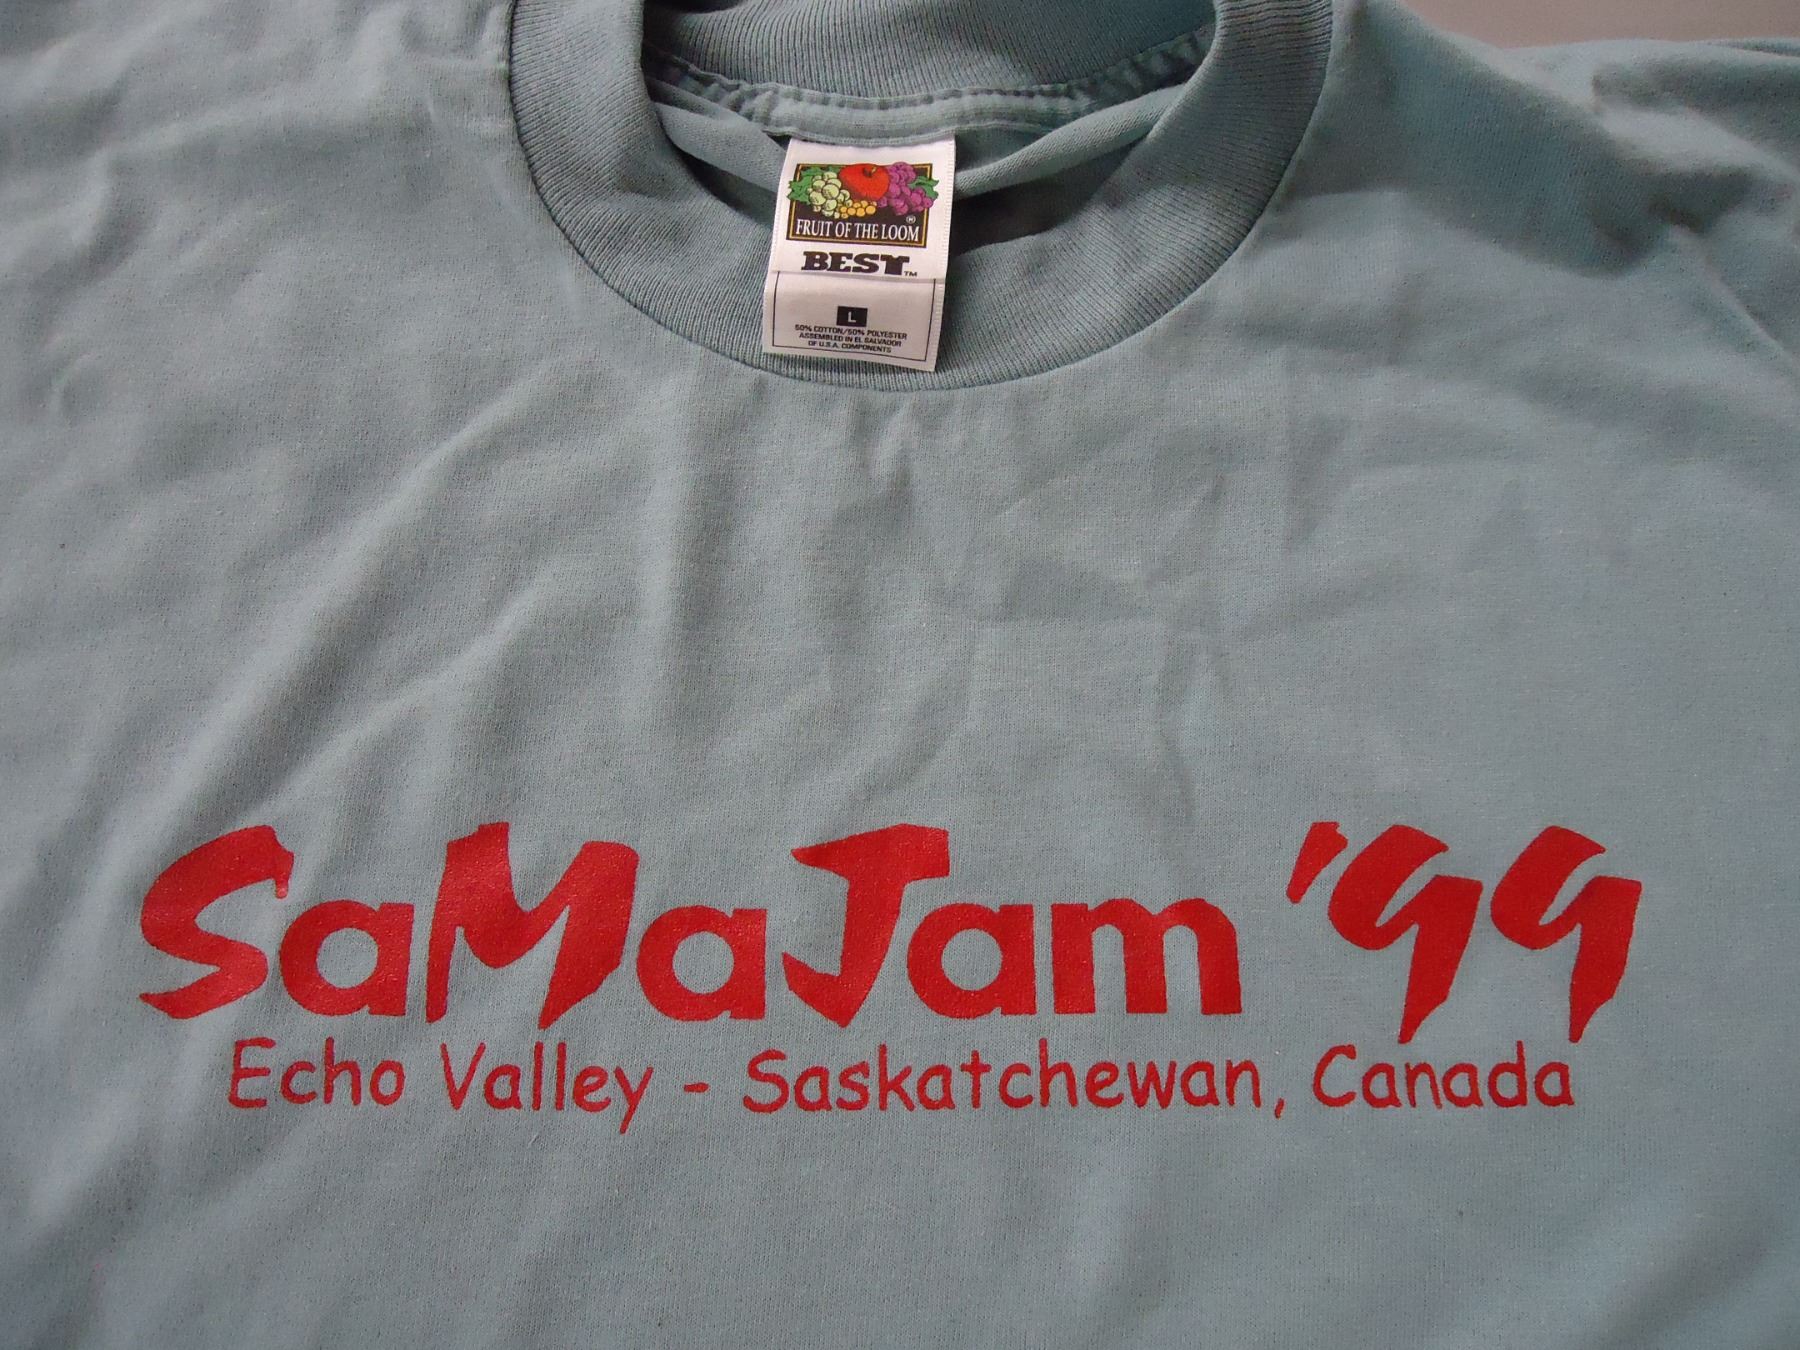 FRUIT OF THE LOOM ®
BEST™
L
50% COTTON/50% POLYESTER
ASSEMBLED IN EL SALVADOR
OF U.S.A. COMPONENTS
SaMaJam '99
Echo Valley - Saskatchewan, Canada